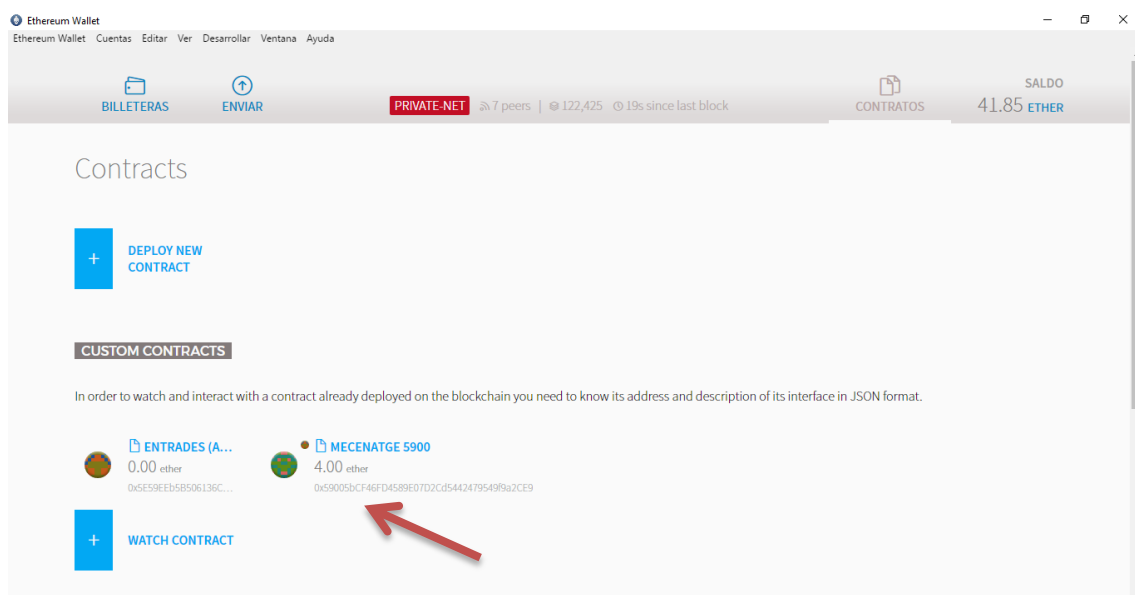 Ethereum Wallet
Ethereum Wallet Cuentas Editar Ver Desarrollar Ventana Ayuda
BILLETERAS
ENVIAR
PRIVATE-NET 7 peers | 122,425 19s since last block
CONTRATOS
SALDO
41.85 ETHER
Contracts
+ DEPLOY NEW
CONTRACT
CUSTOM CONTRACTS
In order to watch and interact with a contract already deployed on the blockchain you need to know its address and description of its interface in JSON format.
ENTRADES (A...
0.00 ether
0x5E59EEb5B506136C...
MECENATGE 5900
4.00 ether
0x59005bCF46FD4589E07D2Cd5442479549f9a2CE9
+ WATCH CONTRACT